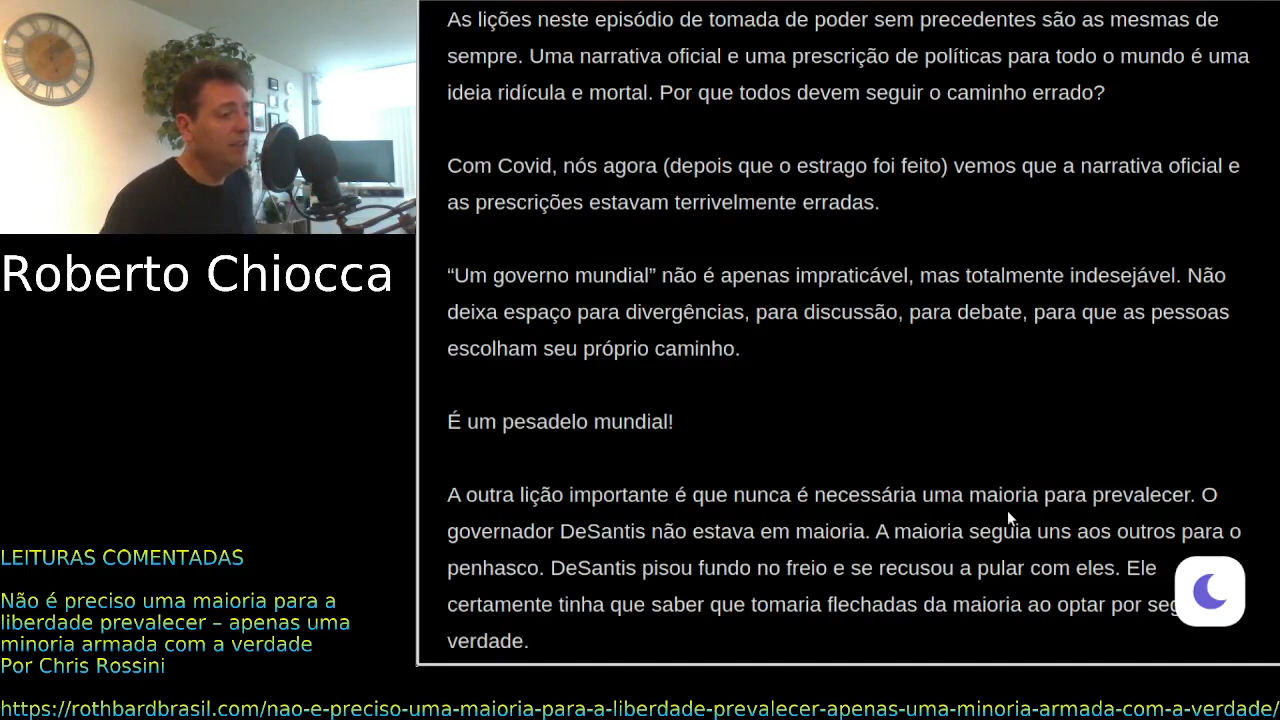 As lições neste episódio de tomada de poder sem precedentes são as mesmas de
sempre. Uma narrativa oficial e uma prescrição de políticas para todo o mundo é uma
ideia ridícula e mortal. Por que todos devem seguir o caminho errado?
Com Covid, nós agora (depois que o estrago foi feito) vemos que a narrativa oficial e
as prescrições estavam terrivelmente erradas.
“Um governo mundial” não é apenas impraticável, mas totalmente indesejável. Não
deixa espaço para divergências, para discussão, para debate, para que as pessoas
escolham seu próprio caminho.
É um pesadelo mundial!
A outra lição importante é que nunca é necessária uma maioria para prevalecer. O
governador DeSantis não estava em maioria. A maioria seguia uns aos outros para o
penhasco. DeSantis pisou fundo no freio e se recusou a pular com eles. Ele
certamente tinha que saber que tomaria flechadas da maioria ao optar por
verdade.
Roberto Chiocca
LEITURAS COMENTADAS
Não é preciso uma maioria para a
liberdade prevalecer – apenas uma
minoria armada com a verdade
Por Chris Rossini
https://rothbardbrasil.com/nao-e-preciso-uma-maioria-para-a-liberdade-prevalecer-apenas-uma-minoria-armada-com-a-verdade/